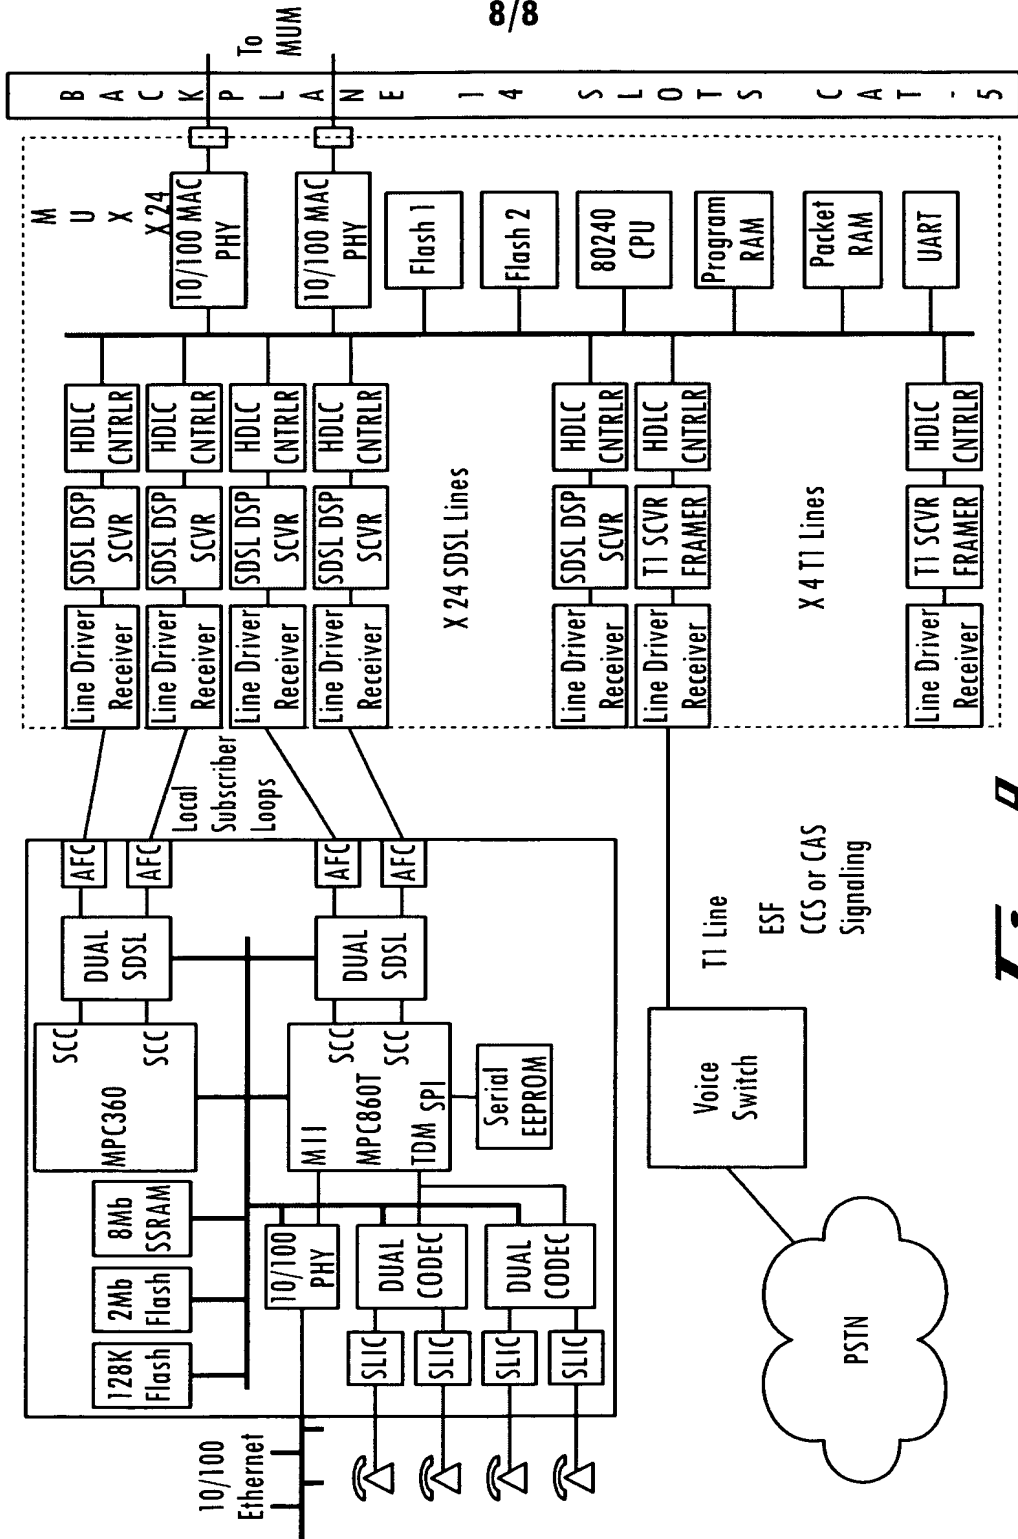 8/8
10/100
Ethernet
128K
Flash
2Mb
Flash
8Mb
SSRAM
MPC360
SCC
SCC
DUAL
SDSL
AFC
AFC
10/100
PHY
MII
MPC860T
TDM
SPI
SCC
SCC
DUAL
SDSL
AFC
AFC
Serial
EEPROM
DUAL
CODEC
DUAL
CODEC
SLIC
SLIC
SLIC
SLIC
Local
Subscriber
Loops
PSTN
Voice
Switch
T1 Line
ESF
CCS or CAS
Signaling
Line Driver
Receiver
SDSL DSP
SCVR
HDLC
CNTRLR
Line Driver
Receiver
SDSL DSP
SCVR
HDLC
CNTRLR
Line Driver
Receiver
SDSL DSP
SCVR
HDLC
CNTRLR
Line Driver
Receiver
SDSL DSP
SCVR
HDLC
CNTRLR
X 24 SDSL Lines
Line Driver
Receiver
SDSL DSP
SCVR
HDLC
CNTRLR
Line Driver
Receiver
T1 SCVR
FRAMER
HDLC
CNTRLR
X 4 T1 Lines
Line Driver
Receiver
T1 SCVR
FRAMER
HDLC
CNTRLR
M
U
X
X 24
10/100 MAC
PHY
10/100 MAC
PHY
Flash 1
Flash 2
80240
CPU
Program
RAM
Packet
RAM
UART
BACKPLANE 14 SLOTS CAT-5
To
MUM